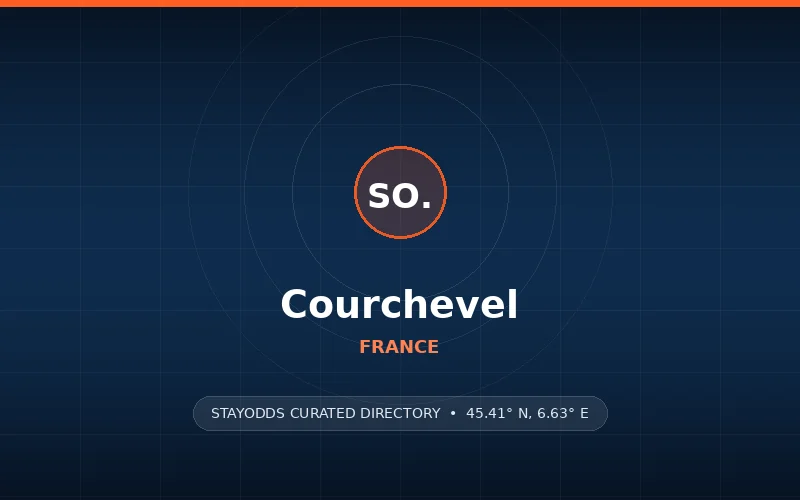 SO.
Courchevel
FRANCE
STAYODDS CURATED DIRECTORY • 45.41° N, 6.63° E